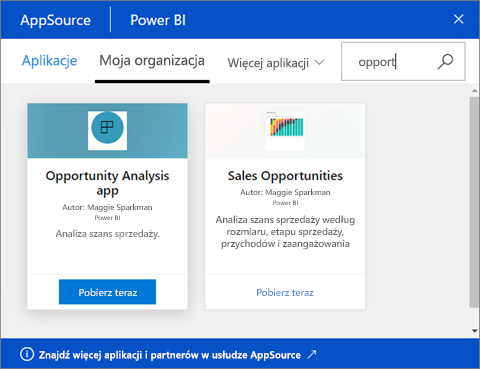 AppSource Power BI
Aplikacje Moja organizacja Więcej aplikacji opport
Opportunity Analysis
app
Autor: Maggie Sparkman
Power BI
Analiza szans sprzedaży.
Pobierz teraz
Sales Opportunities
Autor: Maggie Sparkman
Power BI
Analiza szans sprzedaży według
rozmiaru, etapu sprzedaży,
przychodów i zaangażowania
Pobierz teraz
Znajdź więcej aplikacji i partnerów w usłudze AppSource